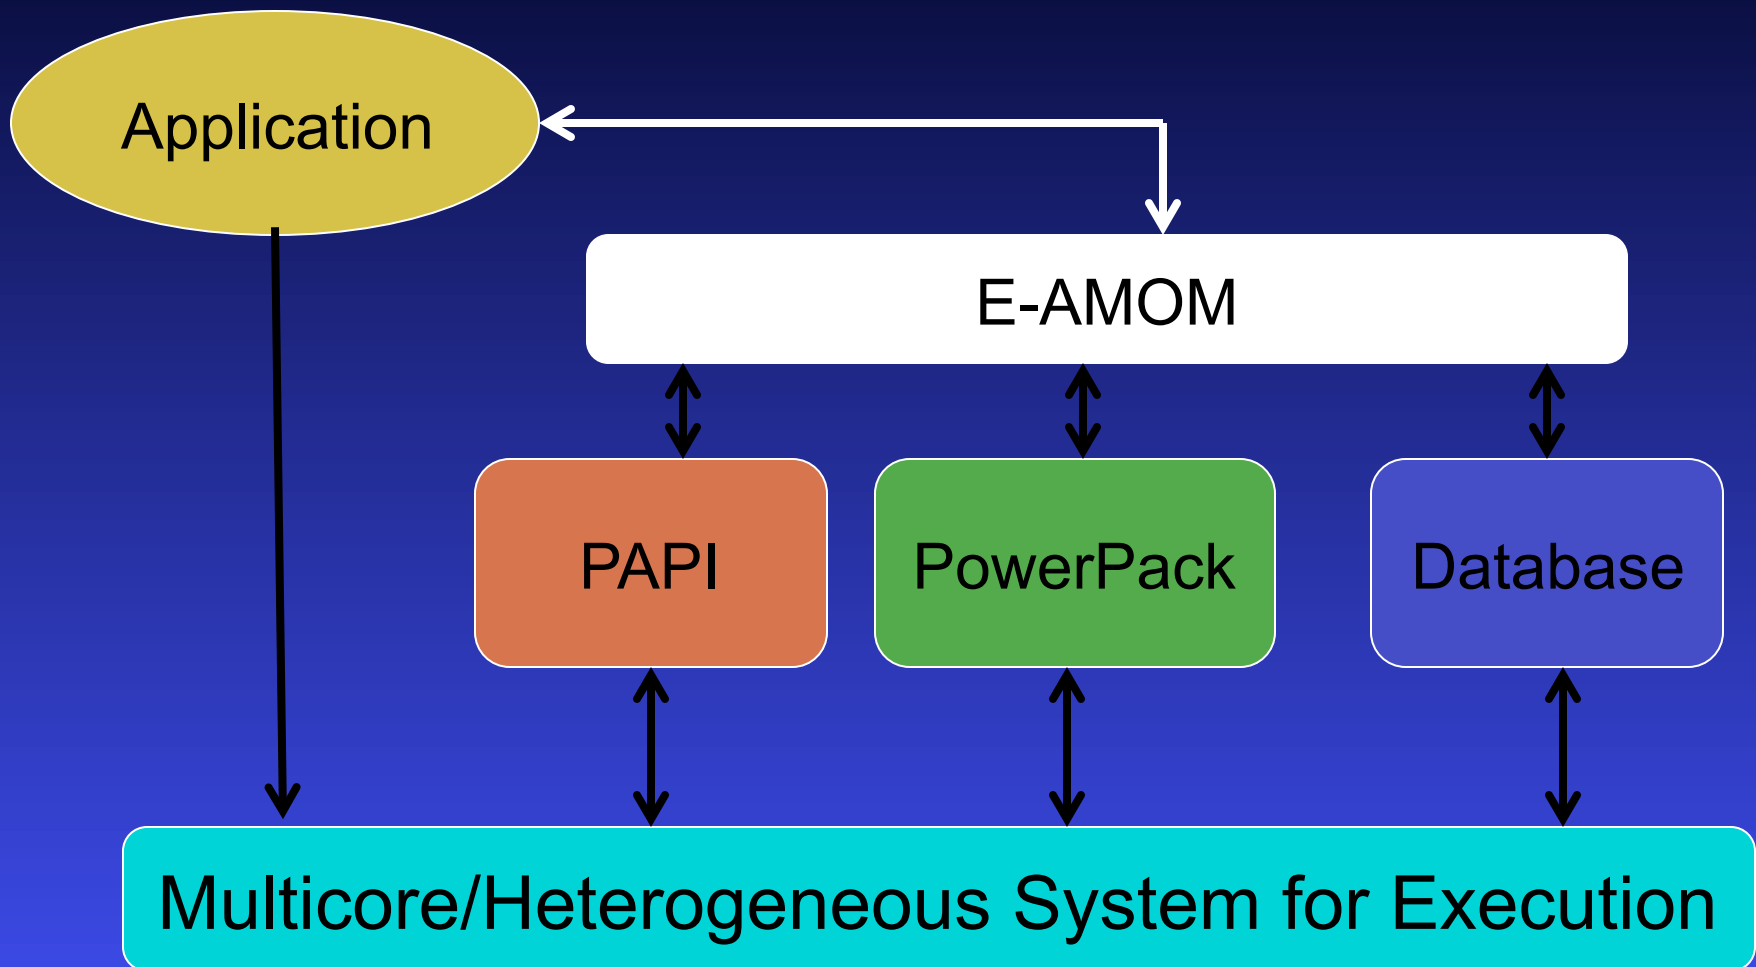 Application
E-AMOM
PAPI
PowerPack
Database
Multicore/Heterogeneous System for Execution